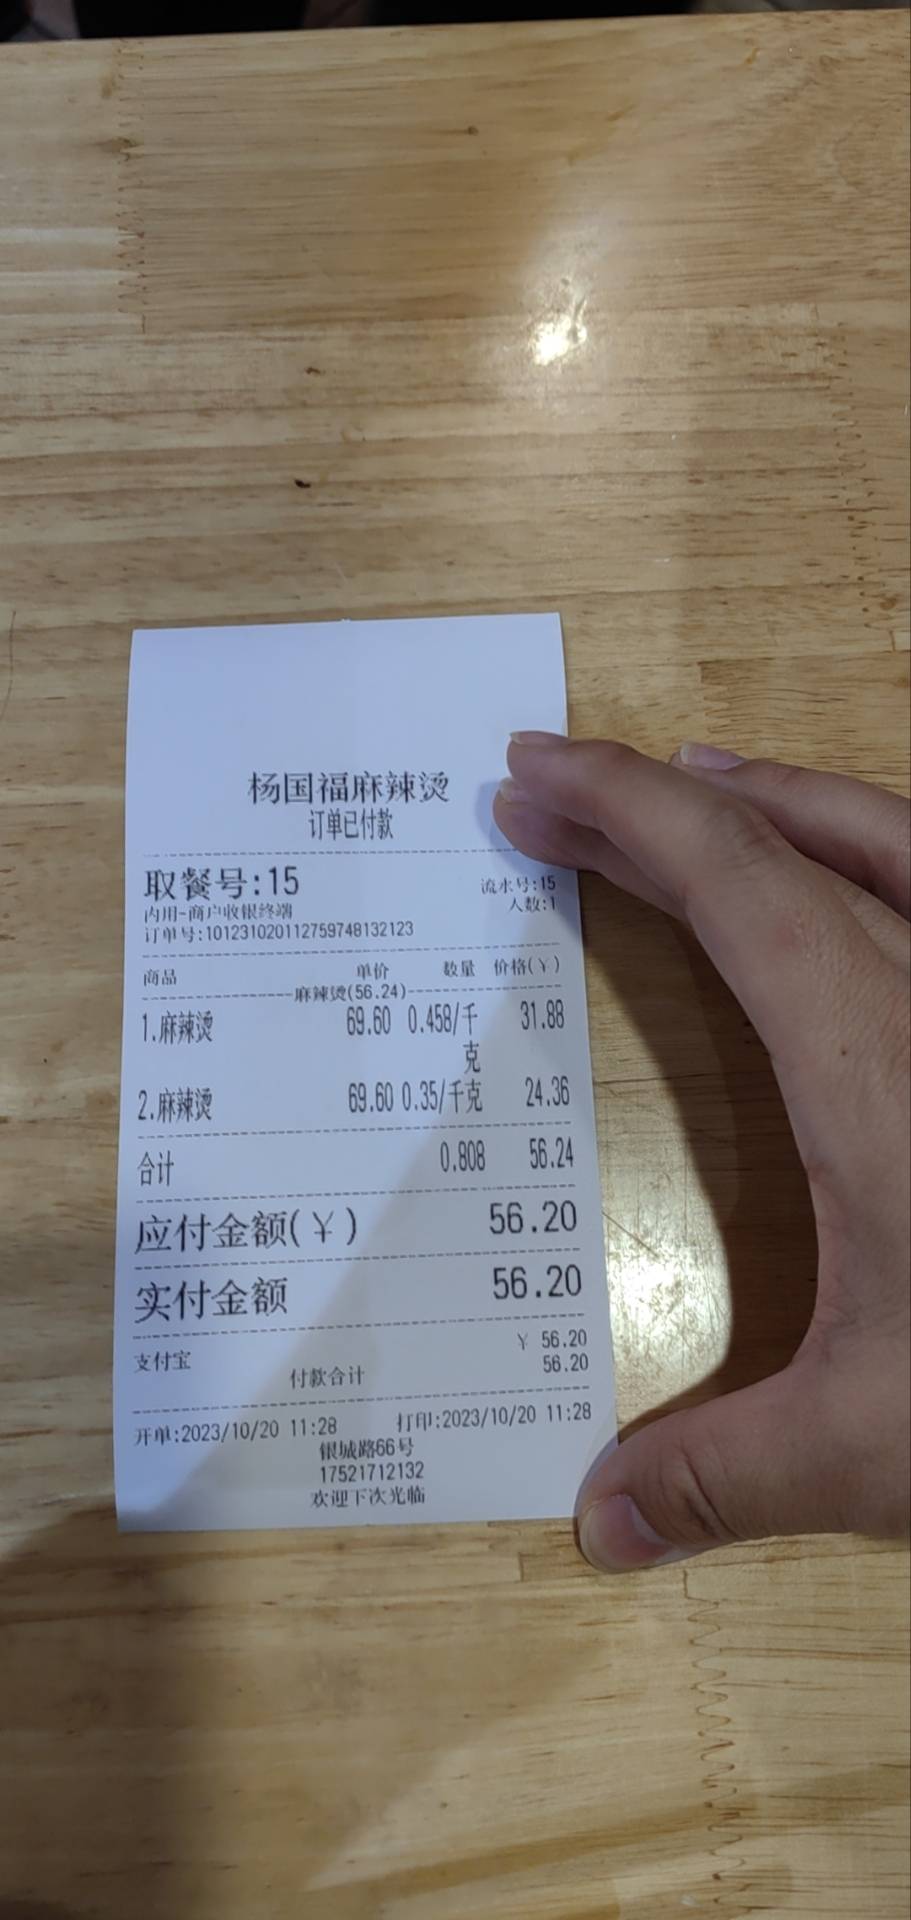 杨国福麻辣烫
订单已付款
取餐号:15 流水号:15
内用-商户收银终端 人数:1
订单号:101231020112759748132123
商品 单价 数量 价格(¥)
麻辣烫(56.24)
1.麻辣烫 69.60 0.458/千 31.88
克
2.麻辣烫 69.60 0.35/千克 24.36
合计 0.808 56.24
应付金额(¥) 56.20
实付金额 56.20
支付宝 ¥ 56.20
付款合计 56.20
开单:2023/10/20 11:28 打印:2023/10/20 11:28
银城路66号
17521712132
欢迎下次光临